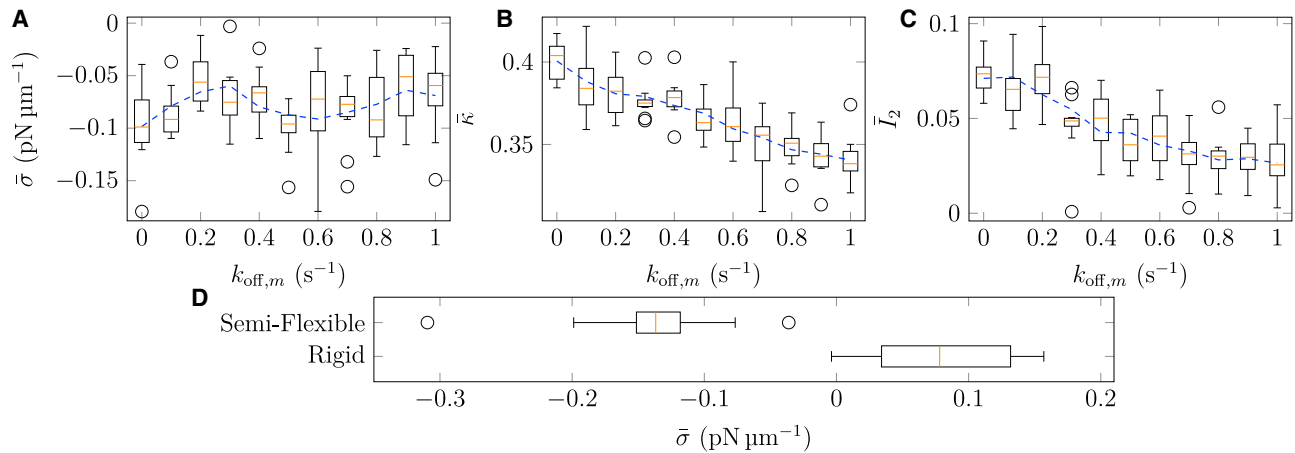 A
B
C
0
−0.05
−0.1
−0.15
σ̄ (pN µm⁻¹)
0 0.2 0.4 0.6 0.8 1
k_off,m (s⁻¹)
0.4
0.35
κ̄
0 0.2 0.4 0.6 0.8 1
k_off,m (s⁻¹)
0.1
0.05
0
Ī₂
0 0.2 0.4 0.6 0.8 1
k_off,m (s⁻¹)
D
Semi-Flexible
Rigid
−0.3 −0.2 −0.1 0 0.1 0.2
σ̄ (pN µm⁻¹)